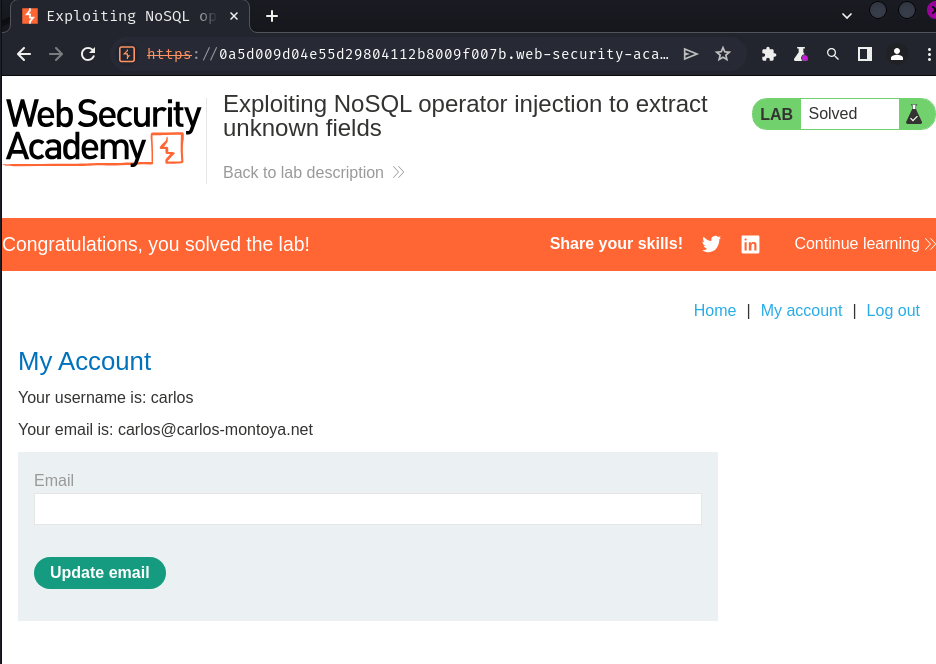 Exploiting NoSQL op
https://0a5d009d04e55d29804112b8009f007b.web-security-aca…
Web Security
Academy
Exploiting NoSQL operator injection to extract
unknown fields
Back to lab description
LAB Solved
Congratulations, you solved the lab!
Share your skills!
in
Continue learning
Home | My account | Log out
My Account
Your username is: carlos
Your email is: carlos@carlos-montoya.net
Email
Update email